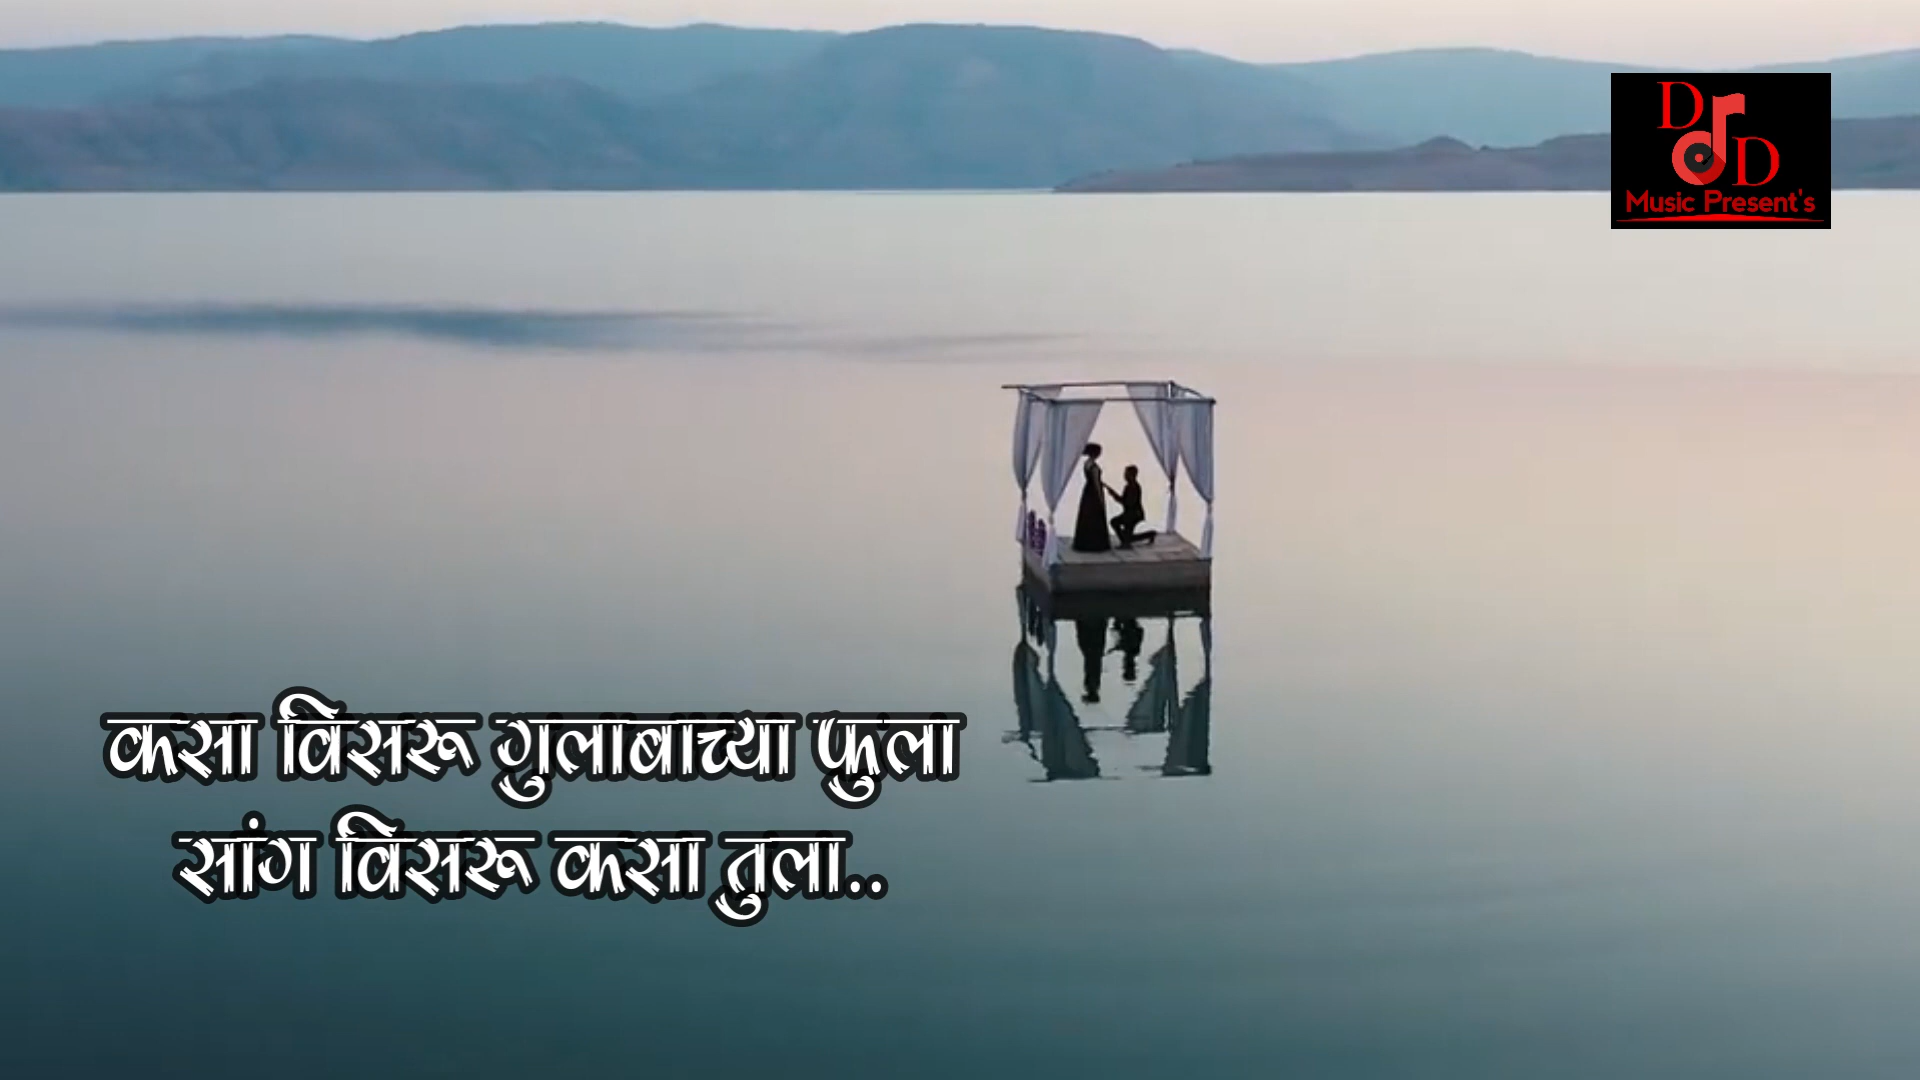 D D
Music Present's
कसा विसरू गुलाबाच्या फुला
सांग विसरू कसा तुला..